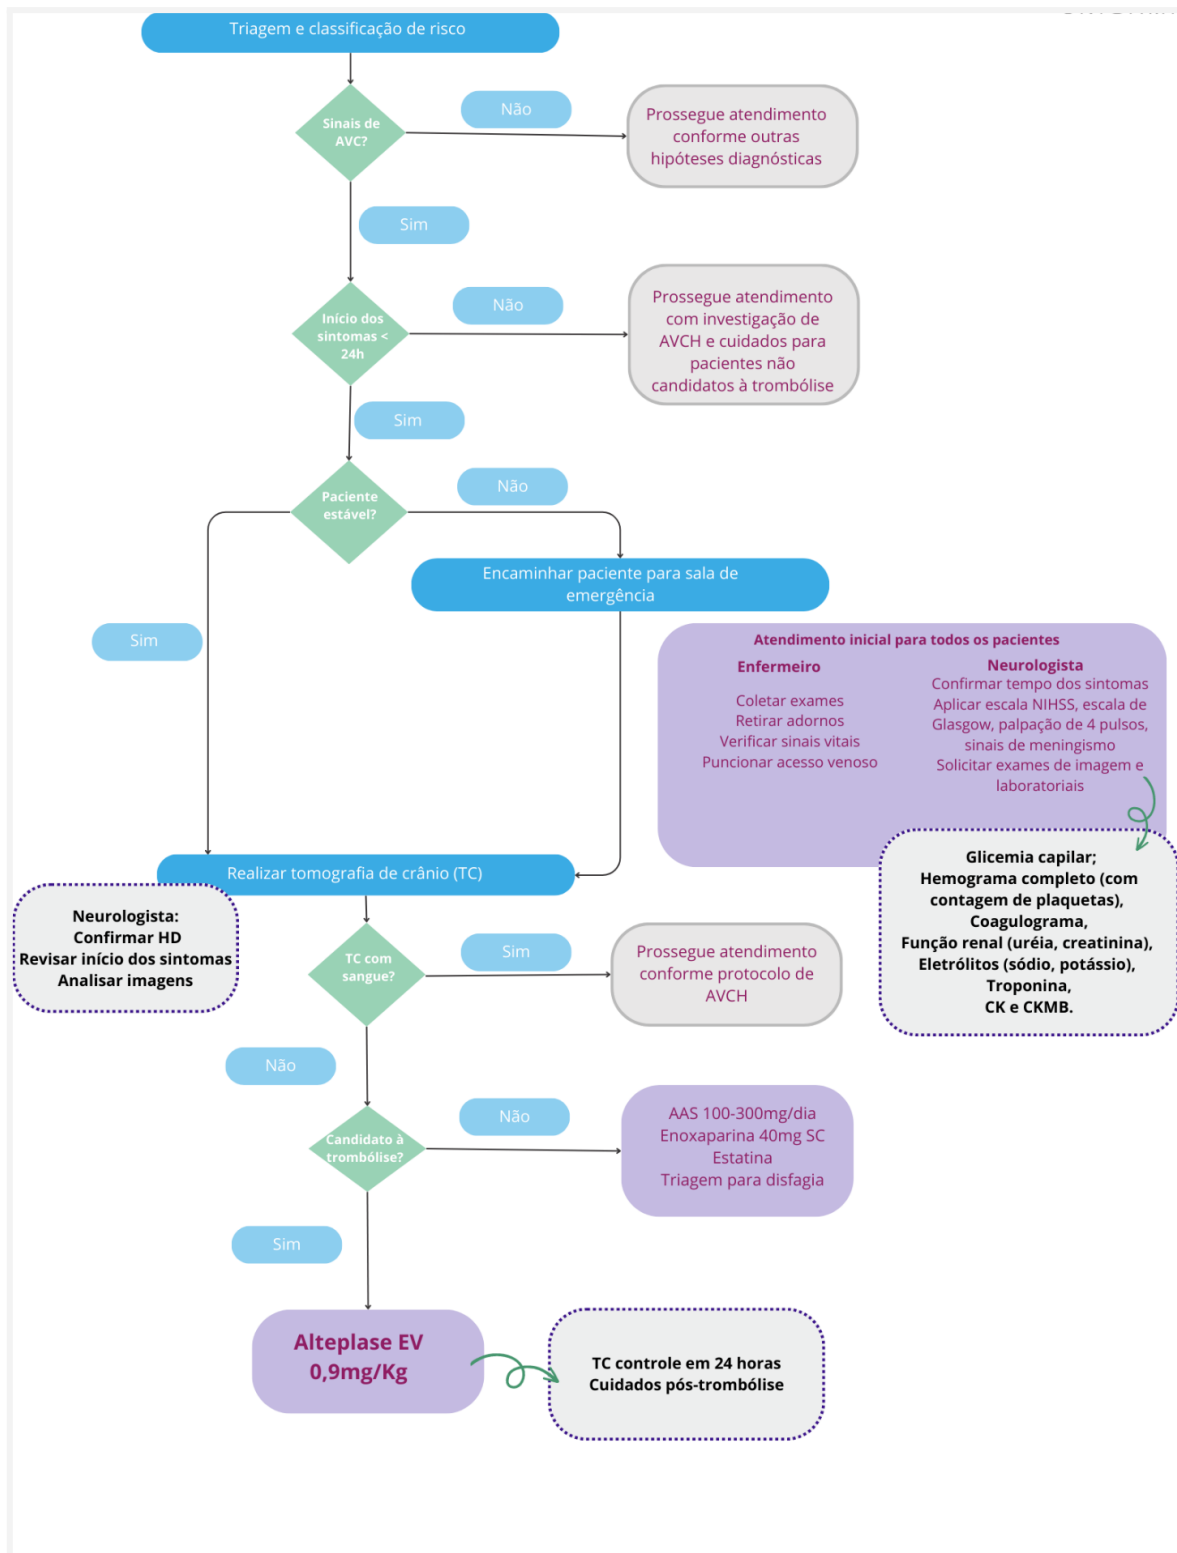 Triagem e classificação de risco
Sinais de
AVC?
Não
Prossegue atendimento
conforme outras
hipóteses diagnósticas
Sim
Início dos
sintomas <
24h
Não
Prossegue atendimento
com investigação de
AVCH e cuidados para
pacientes não
candidatos à trombólise
Sim
Paciente
estável?
Não
Encaminhar paciente para sala de
emergência
Sim
Atendimento inicial para todos os pacientes
Enfermeiro
Coletar exames
Retirar adornos
Verificar sinais vitais
Puncionar acesso venoso
Neurologista
Confirmar tempo dos sintomas
Aplicar escala NIHSS, escala de
Glasgow, palpação de 4 pulsos,
sinais de meningismo
Solicitar exames de imagem e
laboratoriais
Glicemia capilar;
Hemograma completo (com
contagem de plaquetas),
Coagulograma,
Função renal (uréia, creatinina),
Eletrólitos (sódio, potássio),
Troponina,
CK e CKMB.
Realizar tomografia de crânio (TC)
Neurologista:
Confirmar HD
Revisar início dos sintomas
Analisar imagens
TC com
sangue?
Sim
Prossegue atendimento
conforme protocolo de
AVCH
Não
Candidato à
trombólise?
Não
AAS 100-300mg/dia
Enoxaparina 40mg SC
Estatina
Triagem para disfagia
Sim
Alteplase EV
0,9mg/Kg
TC controle em 24 horas
Cuidados pós-trombólise